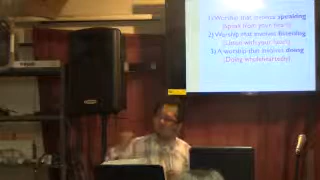 1) Worship that involves speaking
(Speak from your heart)
2) Worship that involves listening
(Listen with your heart)
3) A worship that involves doing
(Doing wholeheartedly)